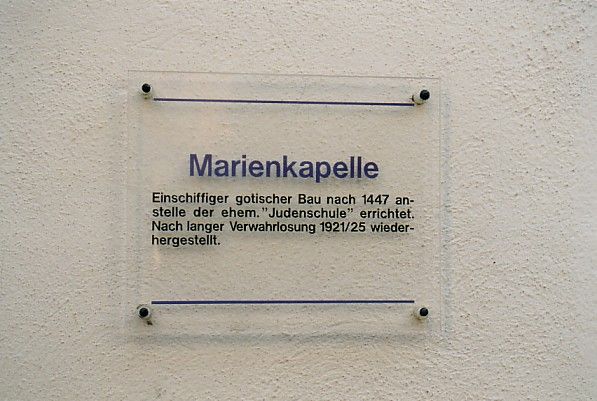 Marienkapelle
Einschiffiger gotischer Bau nach 1447 an-
stelle der ehem."Judenschule" errichtet.
Nach langer Verwahrlosung 1921/25 wieder-
hergestellt.